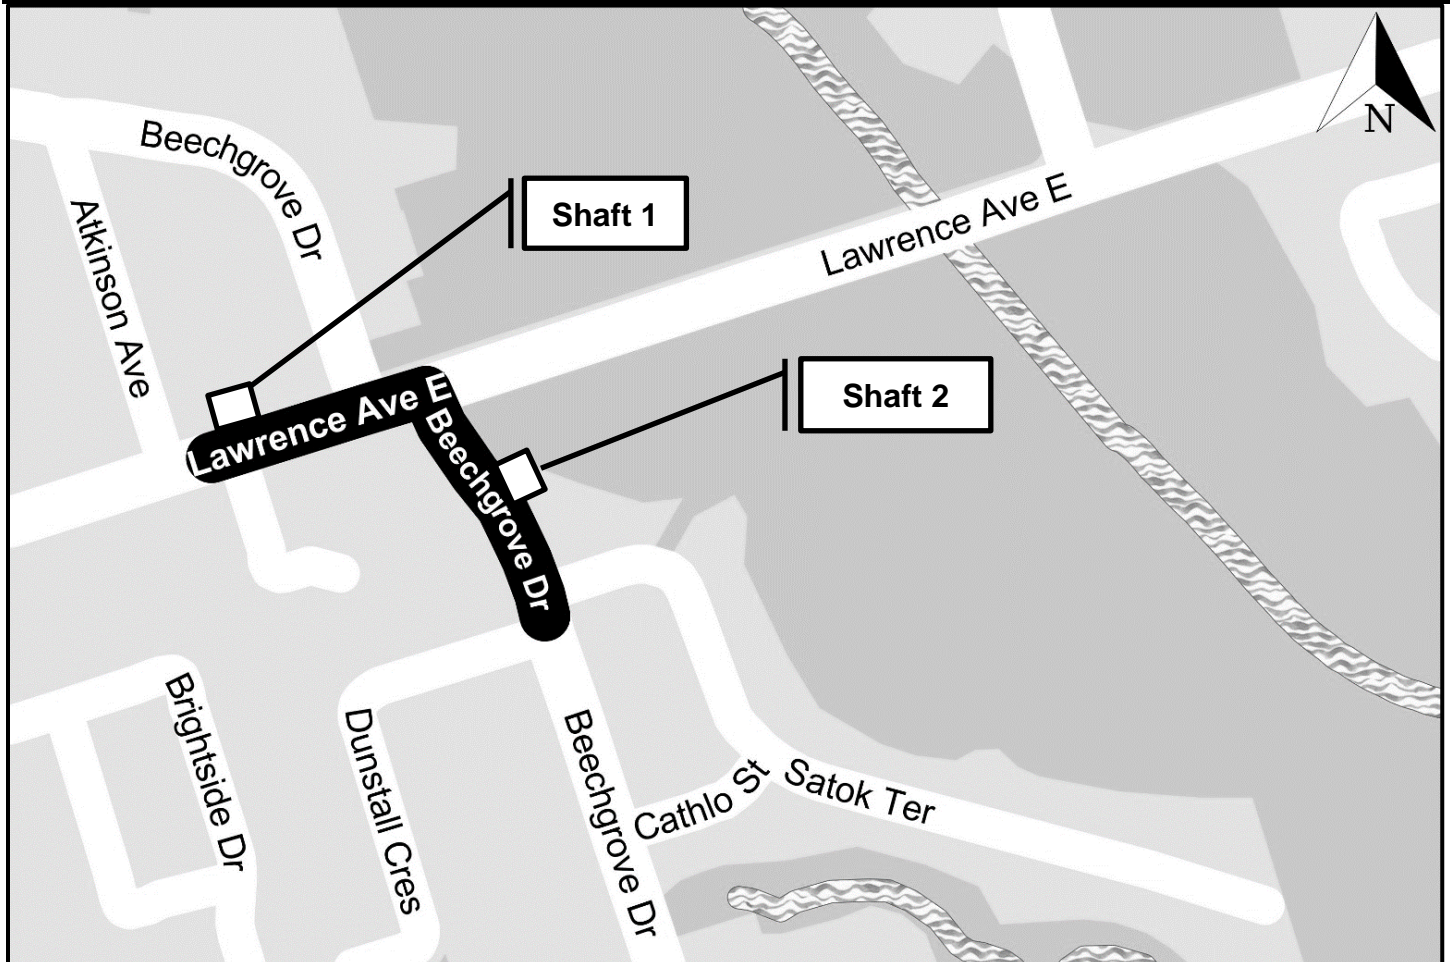 N
Beechgrove Dr
Atkinson Ave
Shaft 1
Lawrence Ave E
Shaft 2
Lawrence Ave E
Beechgrove Dr
Brightside Dr
Dunstall Cres
Beechgrove Dr
Cathlo St
Satok Ter